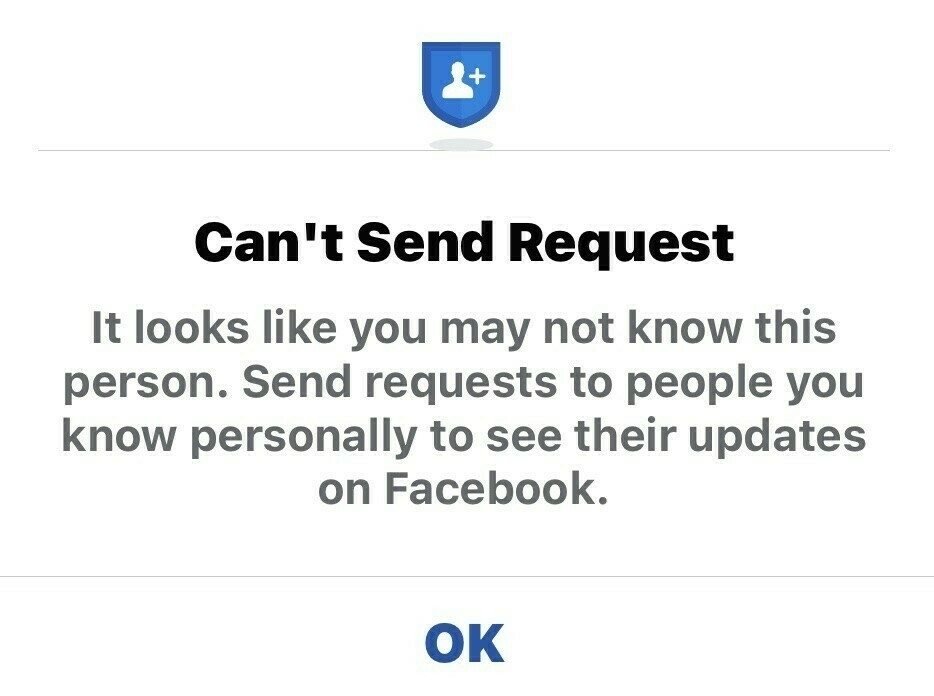 Can't Send Request
It looks like you may not know this
person. Send requests to people you
know personally to see their updates
on Facebook.
OK